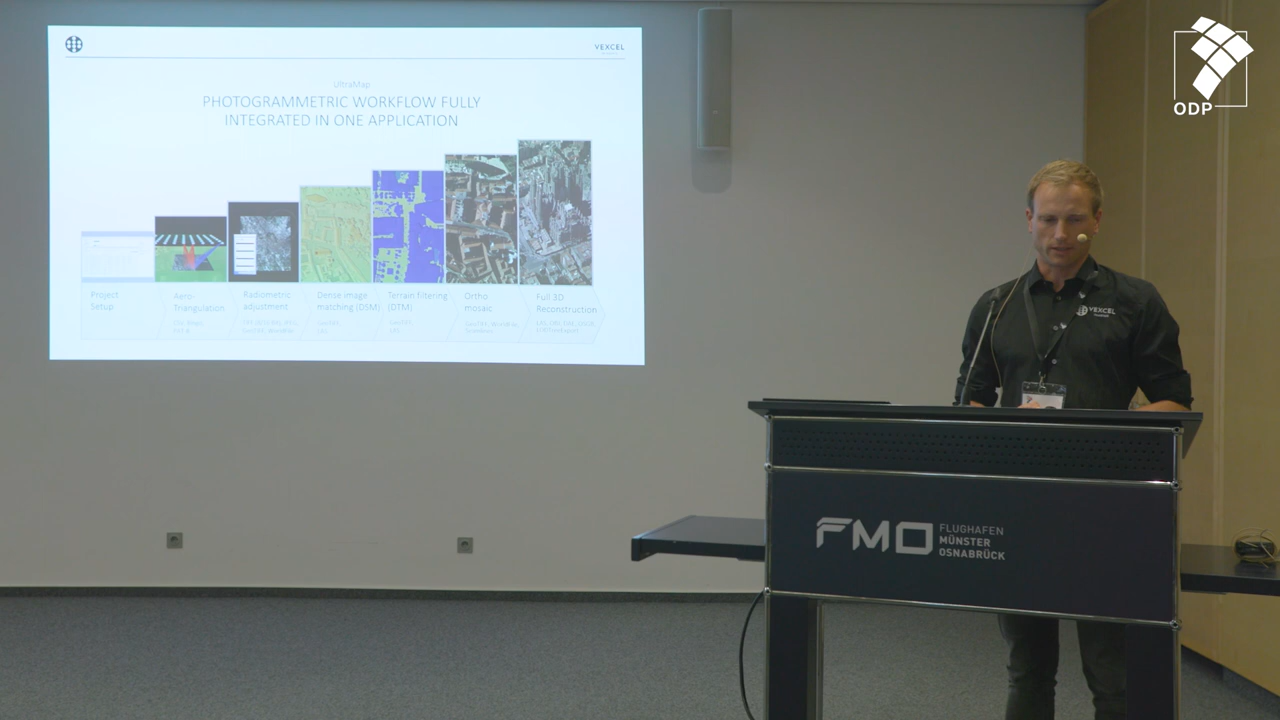 VEXCEL
UltraMap
PHOTOGRAMMETRIC WORKFLOW FULLY
INTEGRATED IN ONE APPLICATION
Project
Setup
Aero-
Triangulation
Radiometric
adjustment
Dense image
matching (DSM)
Terrain filtering
(DTM)
Ortho
mosaic
Full 3D
Reconstruction
ODP
VEXCEL
FMO
FLUGHAFEN
MÜNSTER
OSNABRÜCK